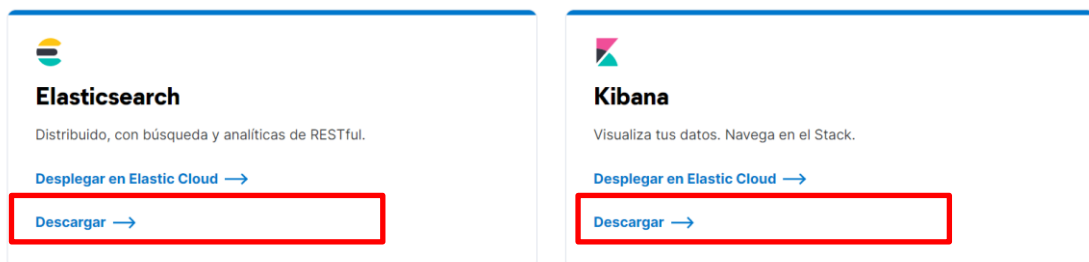 Elasticsearch
Distribuido, con búsqueda y analíticas de RESTful.
Desplegar en Elastic Cloud →
Descargar →
Kibana
Visualiza tus datos. Navega en el Stack.
Desplegar en Elastic Cloud →
Descargar →